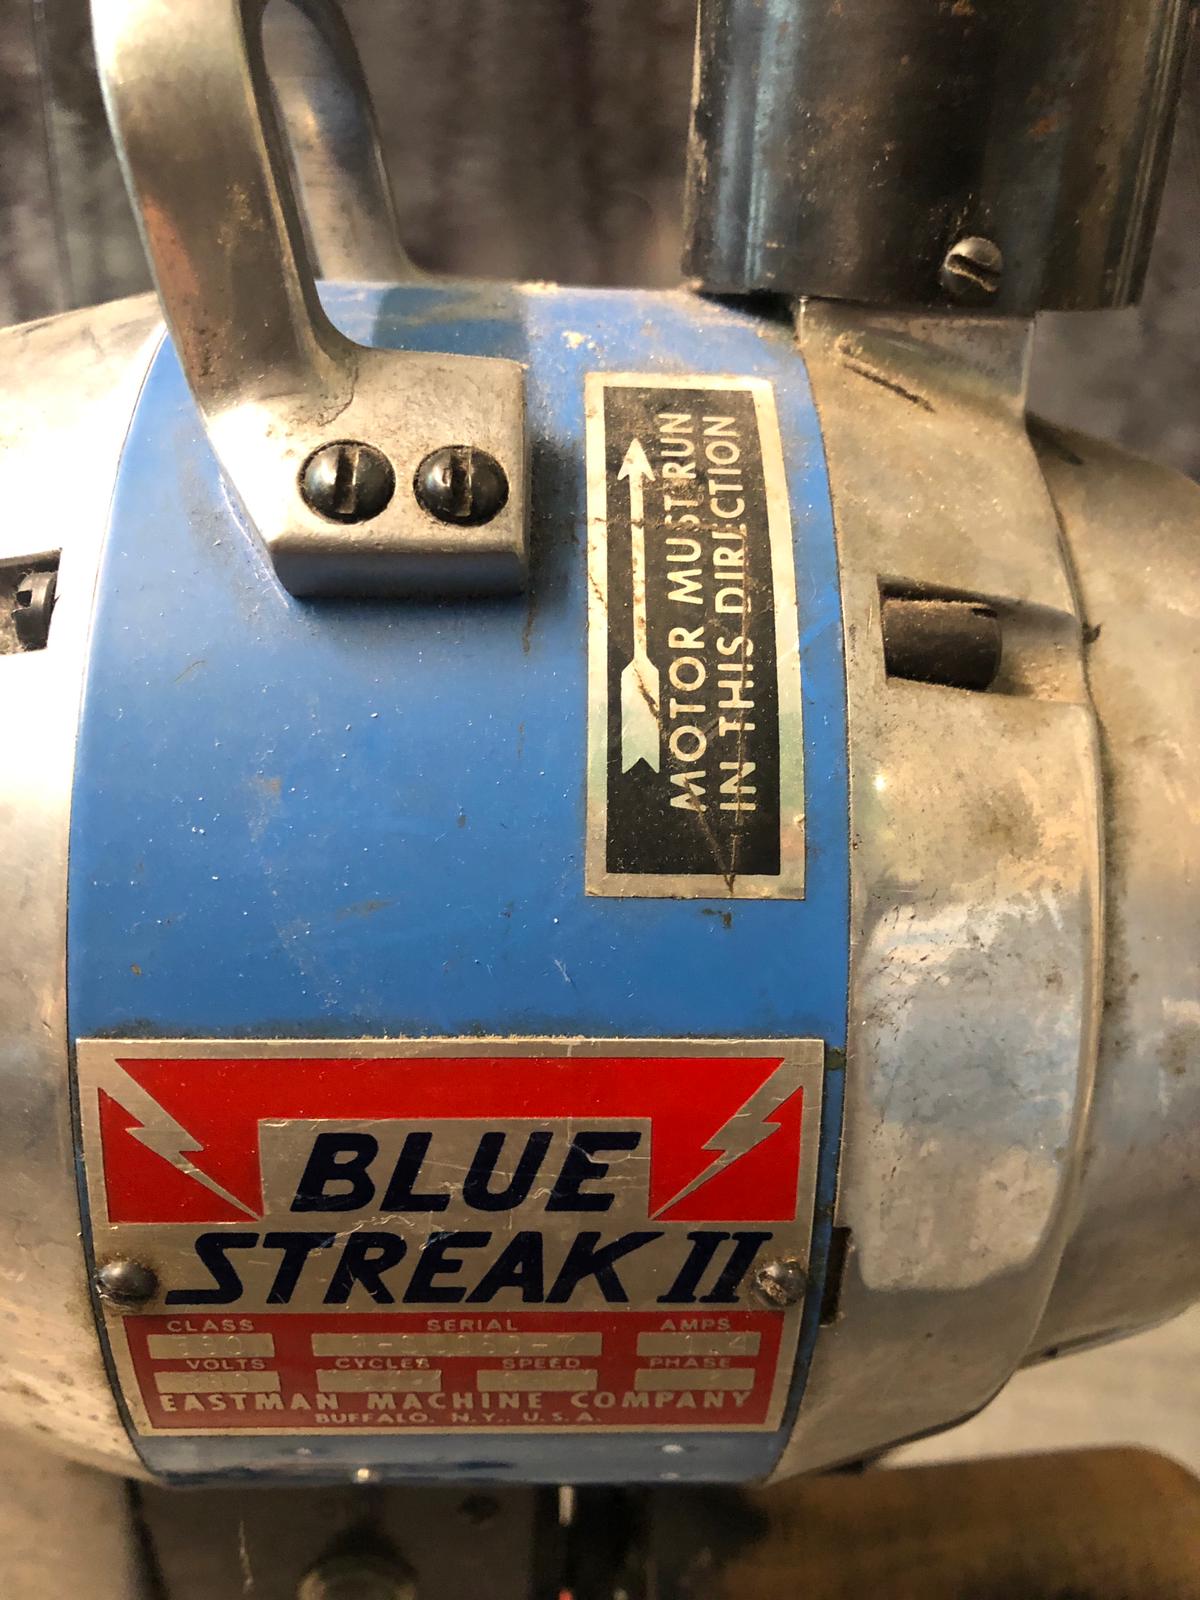 MOTOR MUST RUN
IN THIS DIRECTION
BLUE
STREAK II
CLASS SERIAL AMPS
VOLTS CYCLES SPEED PHASE
EASTMAN MACHINE COMPANY
BUFFALO, N.Y., U.S.A.